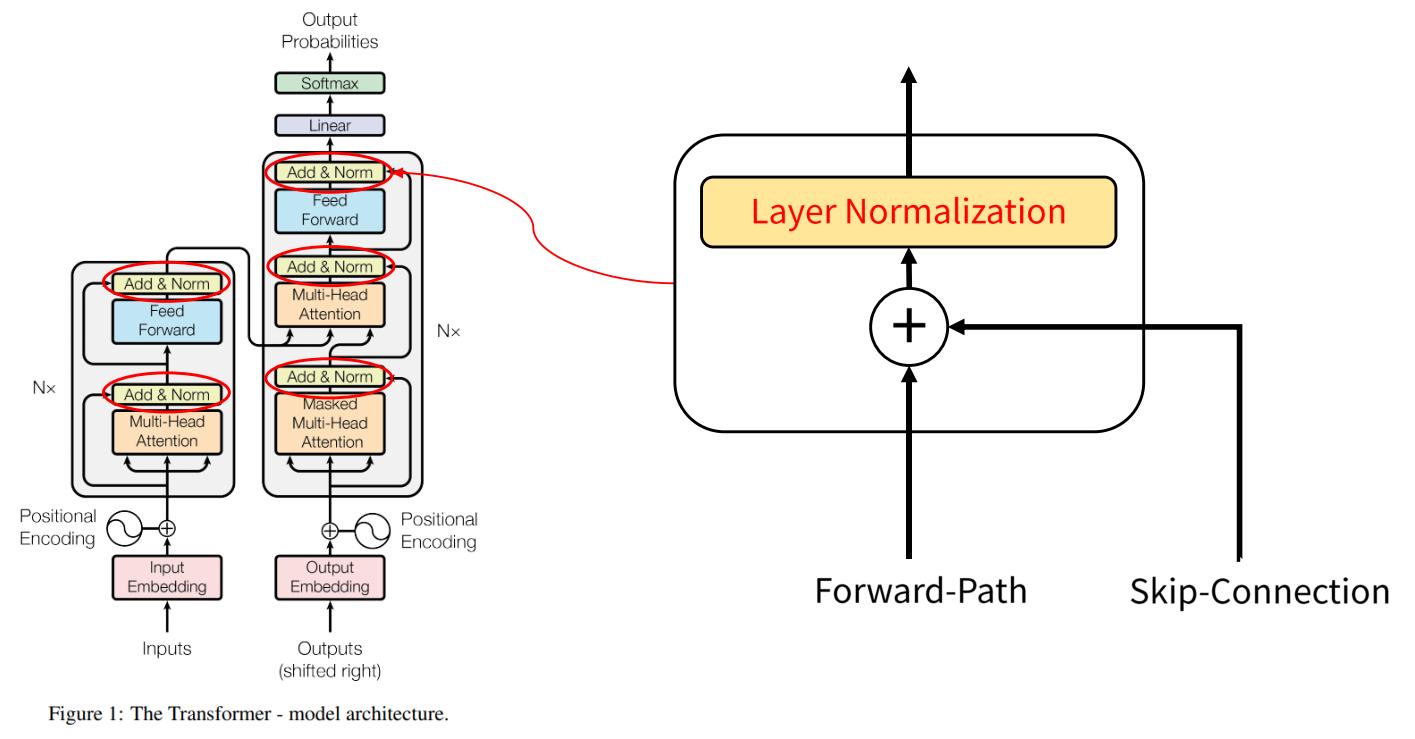 Output
Probabilities
Softmax
Linear
Add & Norm
Feed
Forward
Add & Norm
Multi-Head
Attention
N×
Add & Norm
Masked
Multi-Head
Attention
Add & Norm
Feed
Forward
N×
Add & Norm
Multi-Head
Attention
Positional
Encoding
Positional
Encoding
Input
Embedding
Output
Embedding
Inputs
Outputs
(shifted right)
Figure 1: The Transformer - model architecture.
Layer Normalization
+
Forward-Path
Skip-Connection